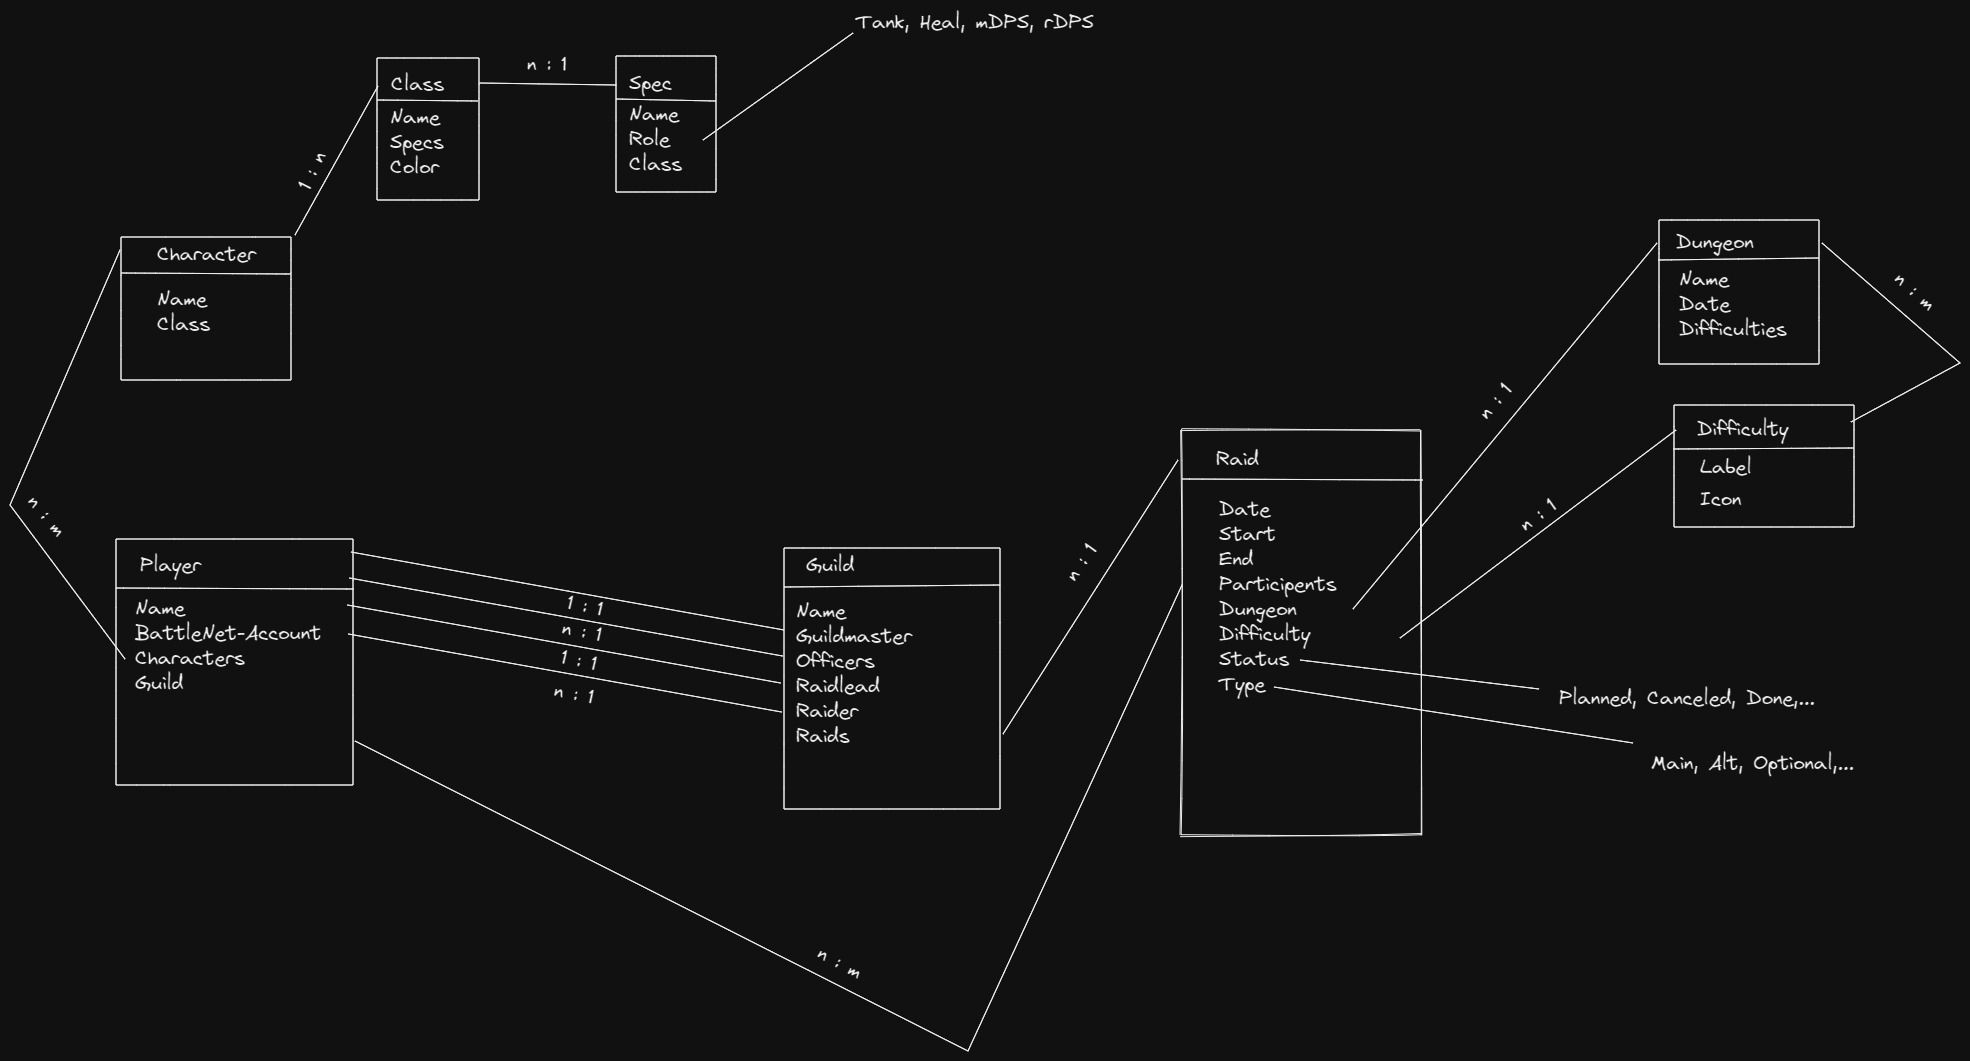 Tank, Heal, mDPS, rDPS
Class
Name
Specs
Color
n : 1
Spec
Name
Role
Class
1 : n
Character
Name
Class
n : m
Player
Name
BattleNet-Account
Characters
Guild
1 : 1
n : 1
1 : 1
n : 1
Guild
Name
Guildmaster
Officers
Raidlead
Raider
Raids
n : 1
n : m
Raid
Date
Start
End
Participents
Dungeon
Difficulty
Status
Type
n : 1
n : 1
Dungeon
Name
Date
Difficulties
n : m
Difficulty
Label
Icon
Planned, Canceled, Done,...
Main, Alt, Optional,...